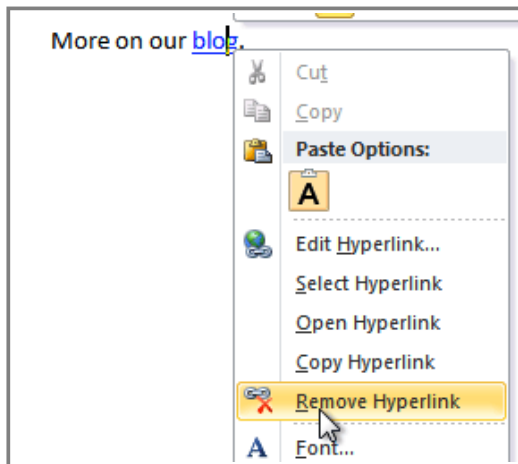 More on our blog.
Cut
Copy
Paste Options:
A
Edit Hyperlink...
Select Hyperlink
Open Hyperlink
Copy Hyperlink
Remove Hyperlink
A Font...